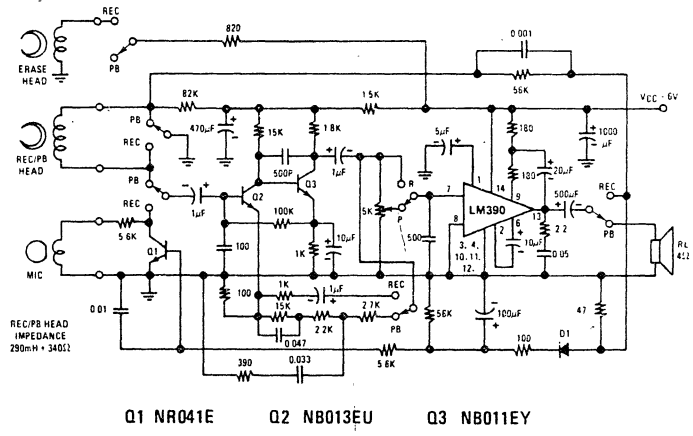 REC
PB
820
0 001
56K
ERASE
HEAD
82K
1 5K
VCC - 6V
PB
REC
470µF
15K
1 8K
180
1000
µF
REC/PB
HEAD
PB
500P
1µF
5µF
180
20µF
500µF
REC
Q2
Q3
R
P
5K
1
14
9
LM390
7
8
13
PB
1µF
REC
5 6K
100K
10µF
1K
500
3, 4,
10, 11,
12,
2
6
10µF
2 2
0 05
RL
4Ω
Q1
100
MIC
100
1K
1µF
REC
15K
2 2K
2 7K
PB
56K
100µF
47
0 01
0 047
REC/PB HEAD
IMPEDANCE
290mH + 340Ω
390
0.033
5 6K
100
D1
Q1 NR041E Q2 NB013EU Q3 NB011EY